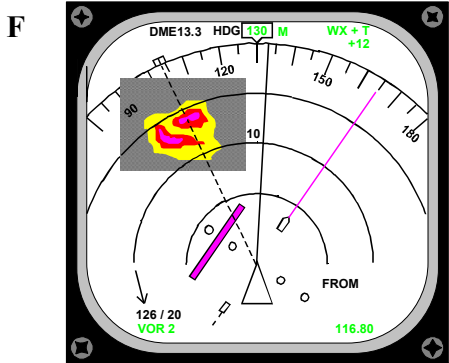 F
DME13.3 HDG 130 M WX + T
+12
90 120 150 180
10
FROM
126 / 20
VOR 2 116.80